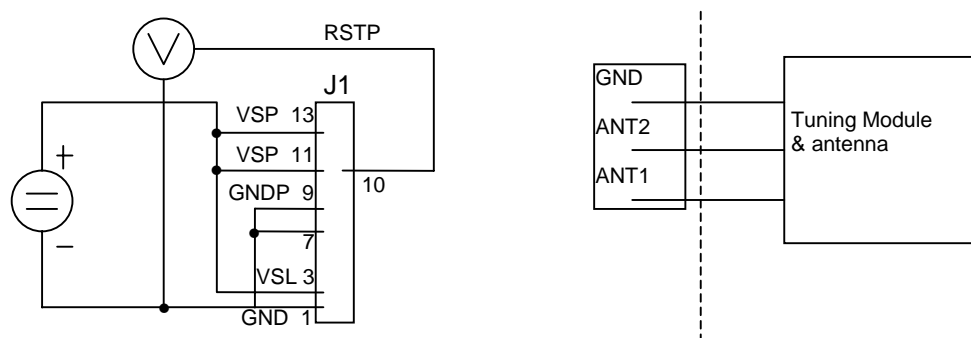 RSTP
V
J1
VSP 13
VSP 11
10
GNDP 9
7
VSL 3
GND 1
+
−
GND
ANT2
ANT1
Tuning Module
& antenna